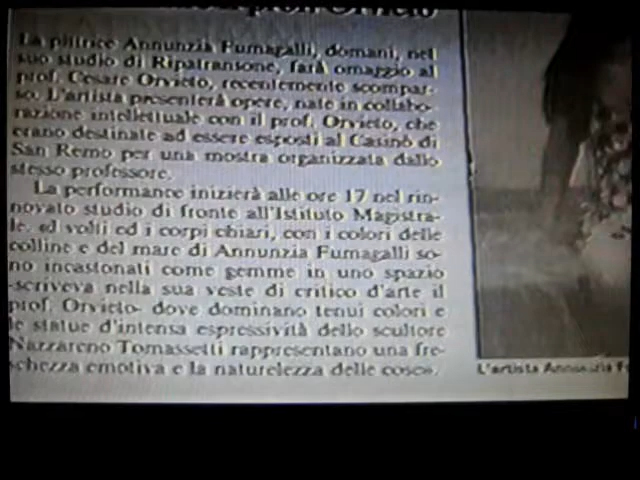 Orvieto
La pittrice Annunzia Fumagalli, domani, nel
suo studio di Ripatransone, farà omaggio al
prof. Cesare Orvieto, recentemente scompar-
so. L'artista presenterà opere, nate in collabo-
razione intellettuale con il prof. Orvieto, che
erano destinate ad essere esposti al Casinò di
San Remo per una mostra organizzata dallo
stesso professore.
La performance inizierà alle ore 17 nel rin-
novato studio di fronte all'Istituto Magistra-
le. ed volti ed i corpi chiari, con i colori delle
colline e del mare di Annunzia Fumagalli so-
no incastonati come gemme in uno spazio
-scriveva nella sua veste di critico d'arte il
prof. Orvieto- dove dominano tenui colori e
le statue d'intensa espressività dello scultore
Nazzareno Tomassetti rappresentano una fre-
schezza emotiva e la naturelezza delle cose».
L'artista Annunzia Fu